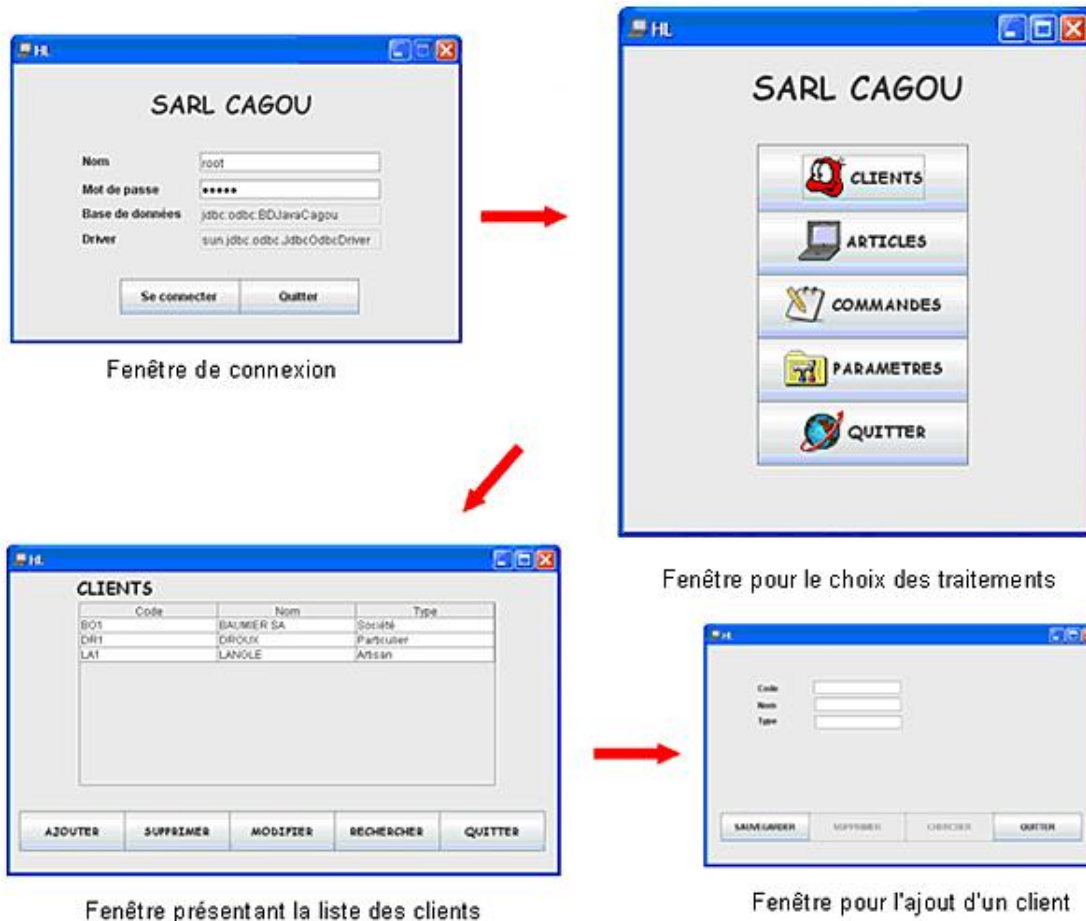 HL
SARL CAGOU
Nom
root
Mot de passe
•••••
Base de données
jdbc:odbc:BDJavaCagou
Driver
sun.jdbc.odbc.JdbcOdbcDriver
Se connecter
Quitter
Fenêtre de connexion
HL
SARL CAGOU
CLIENTS
ARTICLES
COMMANDES
PARAMETRES
QUITTER
Fenêtre pour le choix des traitements
HL
CLIENTS
Code Nom Type
BO1 BAUMIER SA Société
DR1 DROUX Particulier
LA1 LANGLE Artisan
AJOUTER SUPPRIMER MODIFIER RECHERCHER QUITTER
Fenêtre présentant la liste des clients
HL
Code
Nom
Type
SAUVEGARDER SUPPRIMER CHERCHER QUITTER
Fenêtre pour l'ajout d'un client